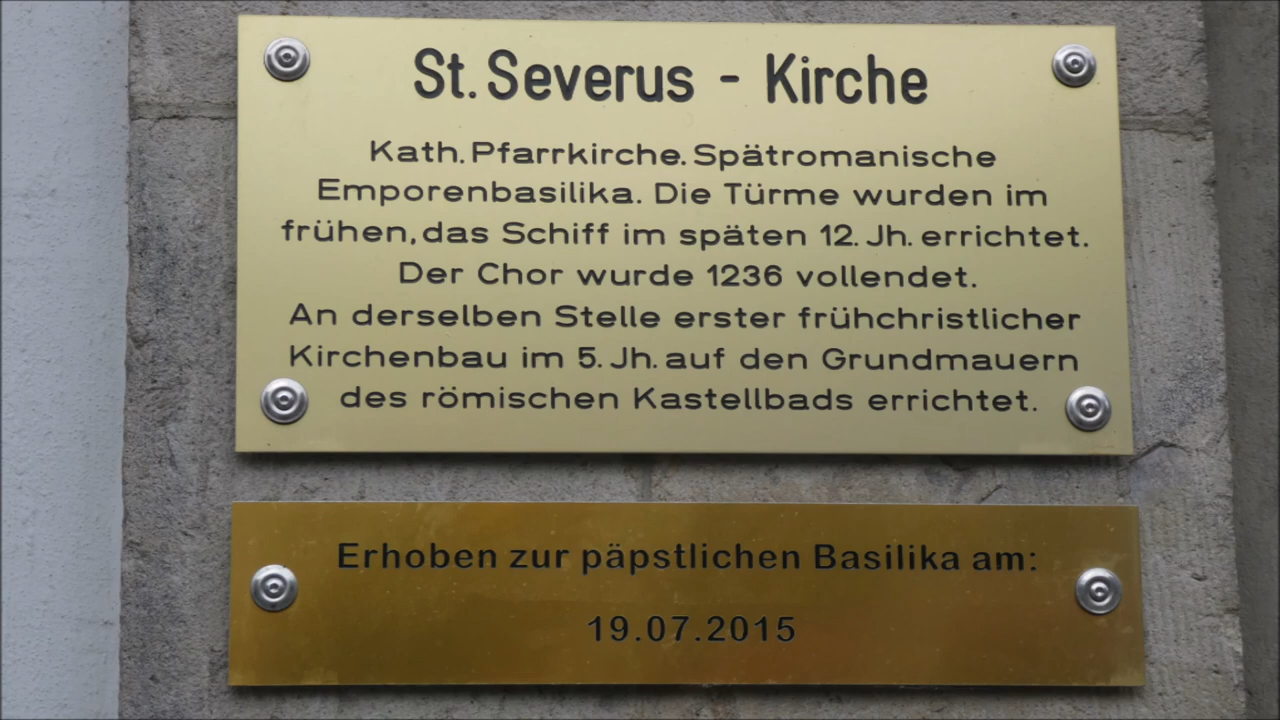 St. Severus - Kirche
Kath. Pfarrkirche. Spätromanische
Emporenbasilika. Die Türme wurden im
frühen, das Schiff im späten 12. Jh. errichtet.
Der Chor wurde 1236 vollendet.
An derselben Stelle erster frühchristlicher
Kirchenbau im 5. Jh. auf den Grundmauern
des römischen Kastellbads errichtet.
Erhoben zur päpstlichen Basilika am:
19.07.2015